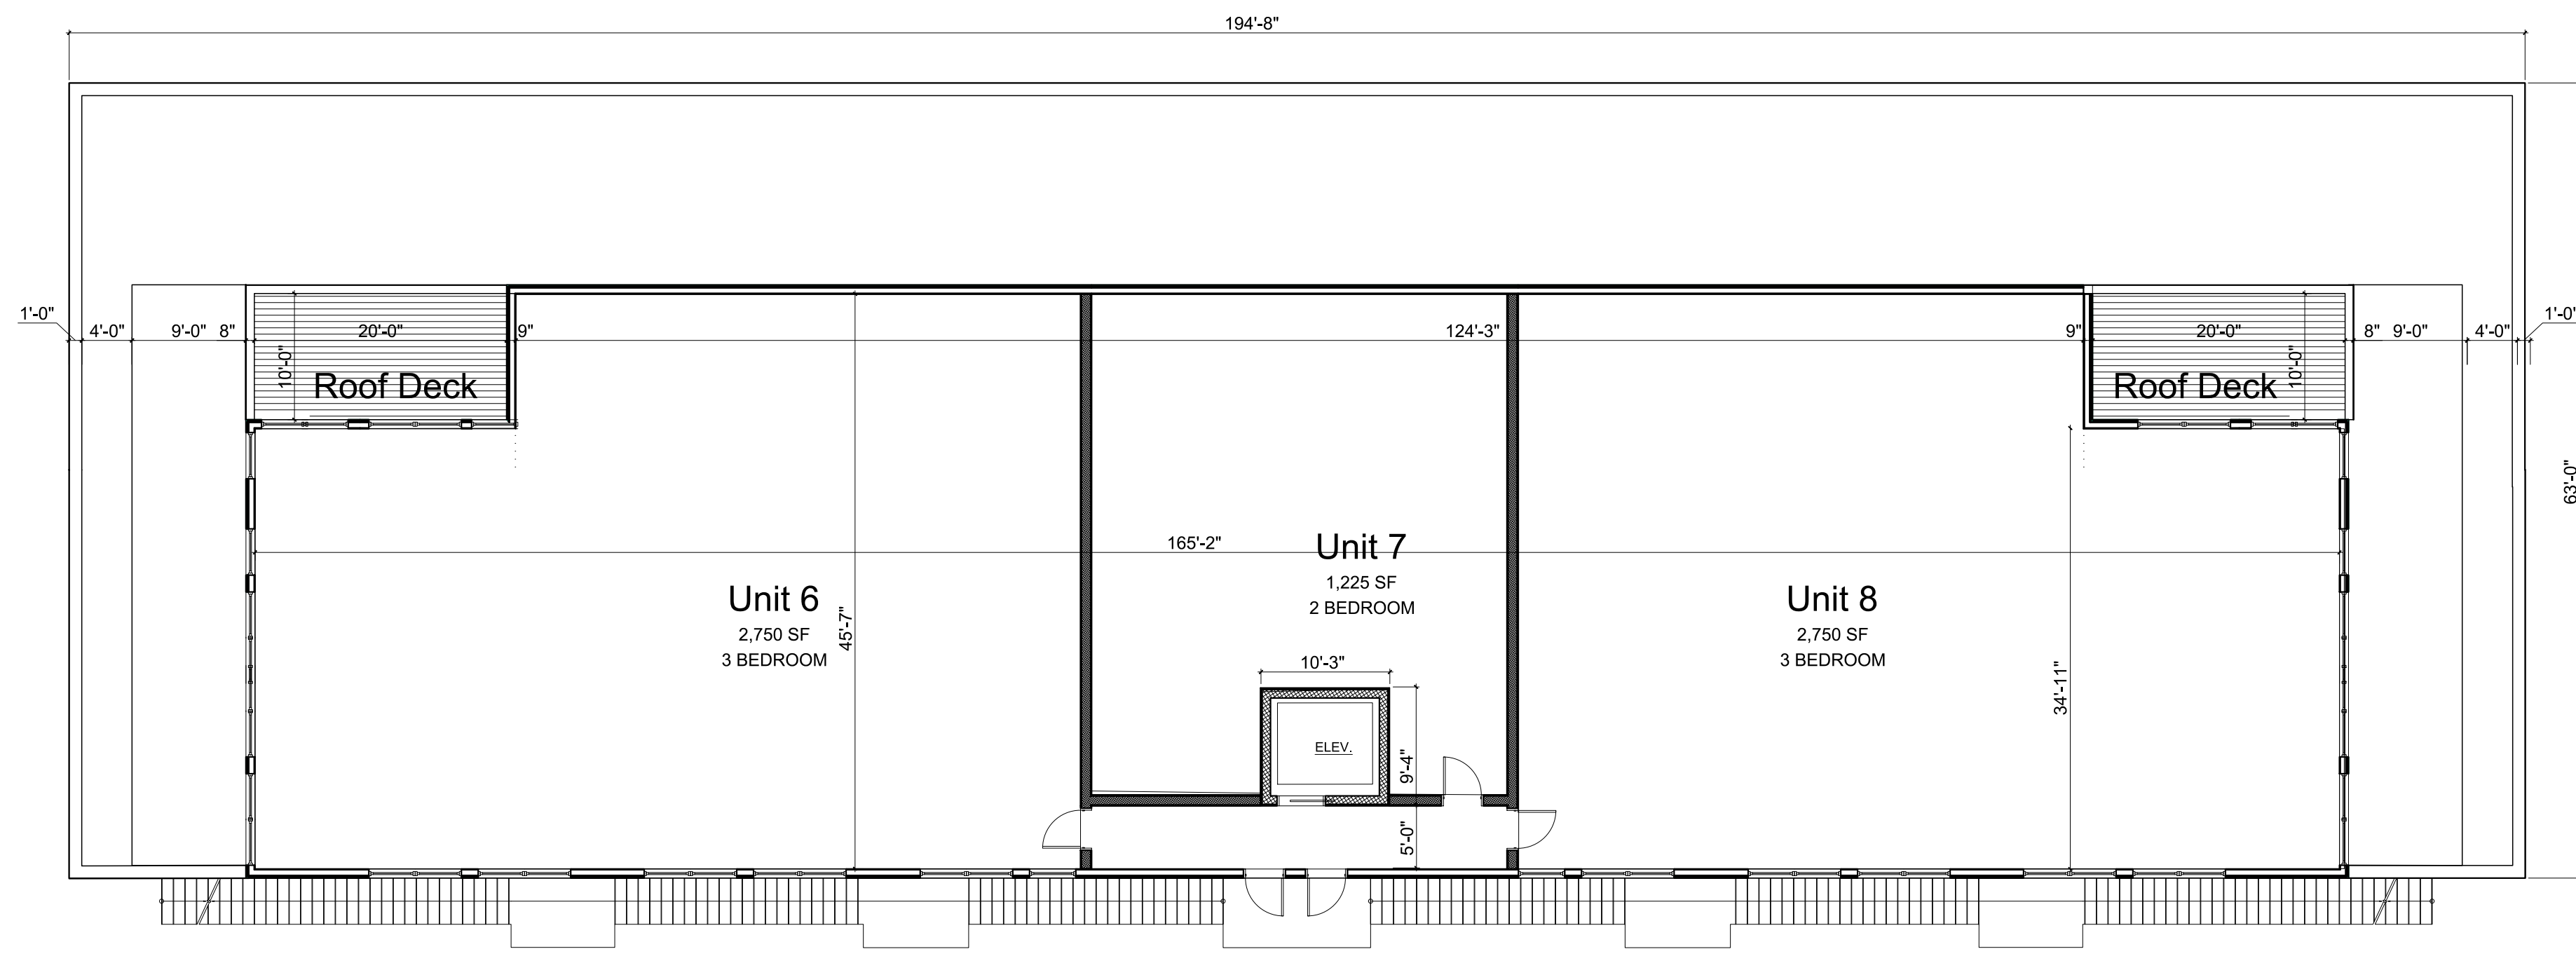 194'-8"
1'-0"
4'-0"
9'-0"
8"
20'-0"
9"
124'-3"
9"
20'-0"
8"
9'-0"
4'-0"
1'-0"
10'-0"
Roof Deck
Roof Deck
10'-0"
63'-0"
165'-2"
Unit 7
1,225 SF
2 BEDROOM
Unit 6
2,750 SF
3 BEDROOM
45'-7"
Unit 8
2,750 SF
3 BEDROOM
34'-11"
10'-3"
ELEV.
9'-4"
5'-0"